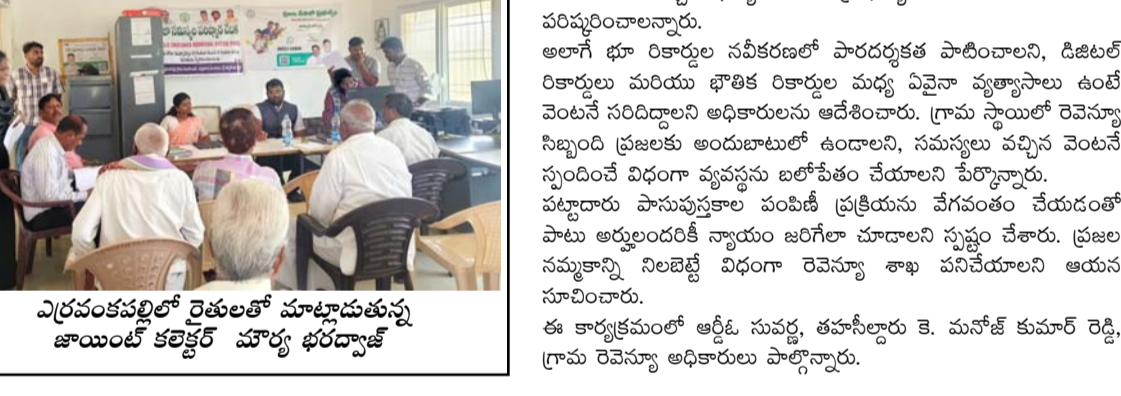 సమస్యల పరిష్కార వేదిక
ఎర్రవంకపల్లిలో రైతులతో మాట్లాడుతున్న
జాయింట్ కలెక్టర్ మౌర్య భరద్వాజ్
పరిష్కరించాలన్నారు.
అలాగే భూ రికార్డుల నవీకరణలో పారదర్శకత పాటించాలని, డిజిటల్
రికార్డులు మరియు భౌతిక రికార్డుల మధ్య ఏవైనా వ్యత్యాసాలు ఉంటే
వెంటనే సరిదిద్దాలని అధికారులను ఆదేశించారు. గ్రామ స్థాయిలో రెవెన్యూ
సిబ్బంది ప్రజలకు అందుబాటులో ఉండాలని, సమస్యలు వచ్చిన వెంటనే
స్పందించే విధంగా వ్యవస్థను బలోపేతం చేయాలని పేర్కొన్నారు.
పట్టాదారు పాసుపుస్తకాల పంపిణీ ప్రక్రియను వేగవంతం చేయడంతో
పాటు అర్హులందరికీ న్యాయం జరిగేలా చూడాలని స్పష్టం చేశారు. ప్రజల
నమ్మకాన్ని నిలబెట్టే విధంగా రెవెన్యూ శాఖ పనిచేయాలని ఆయన
సూచించారు.
ఈ కార్యక్రమంలో ఆర్డీఓ సువర్ణ, తహసీల్దారు కె. మనోజ్ కుమార్ రెడ్డి,
గ్రామ రెవెన్యూ అధికారులు పాల్గొన్నారు.